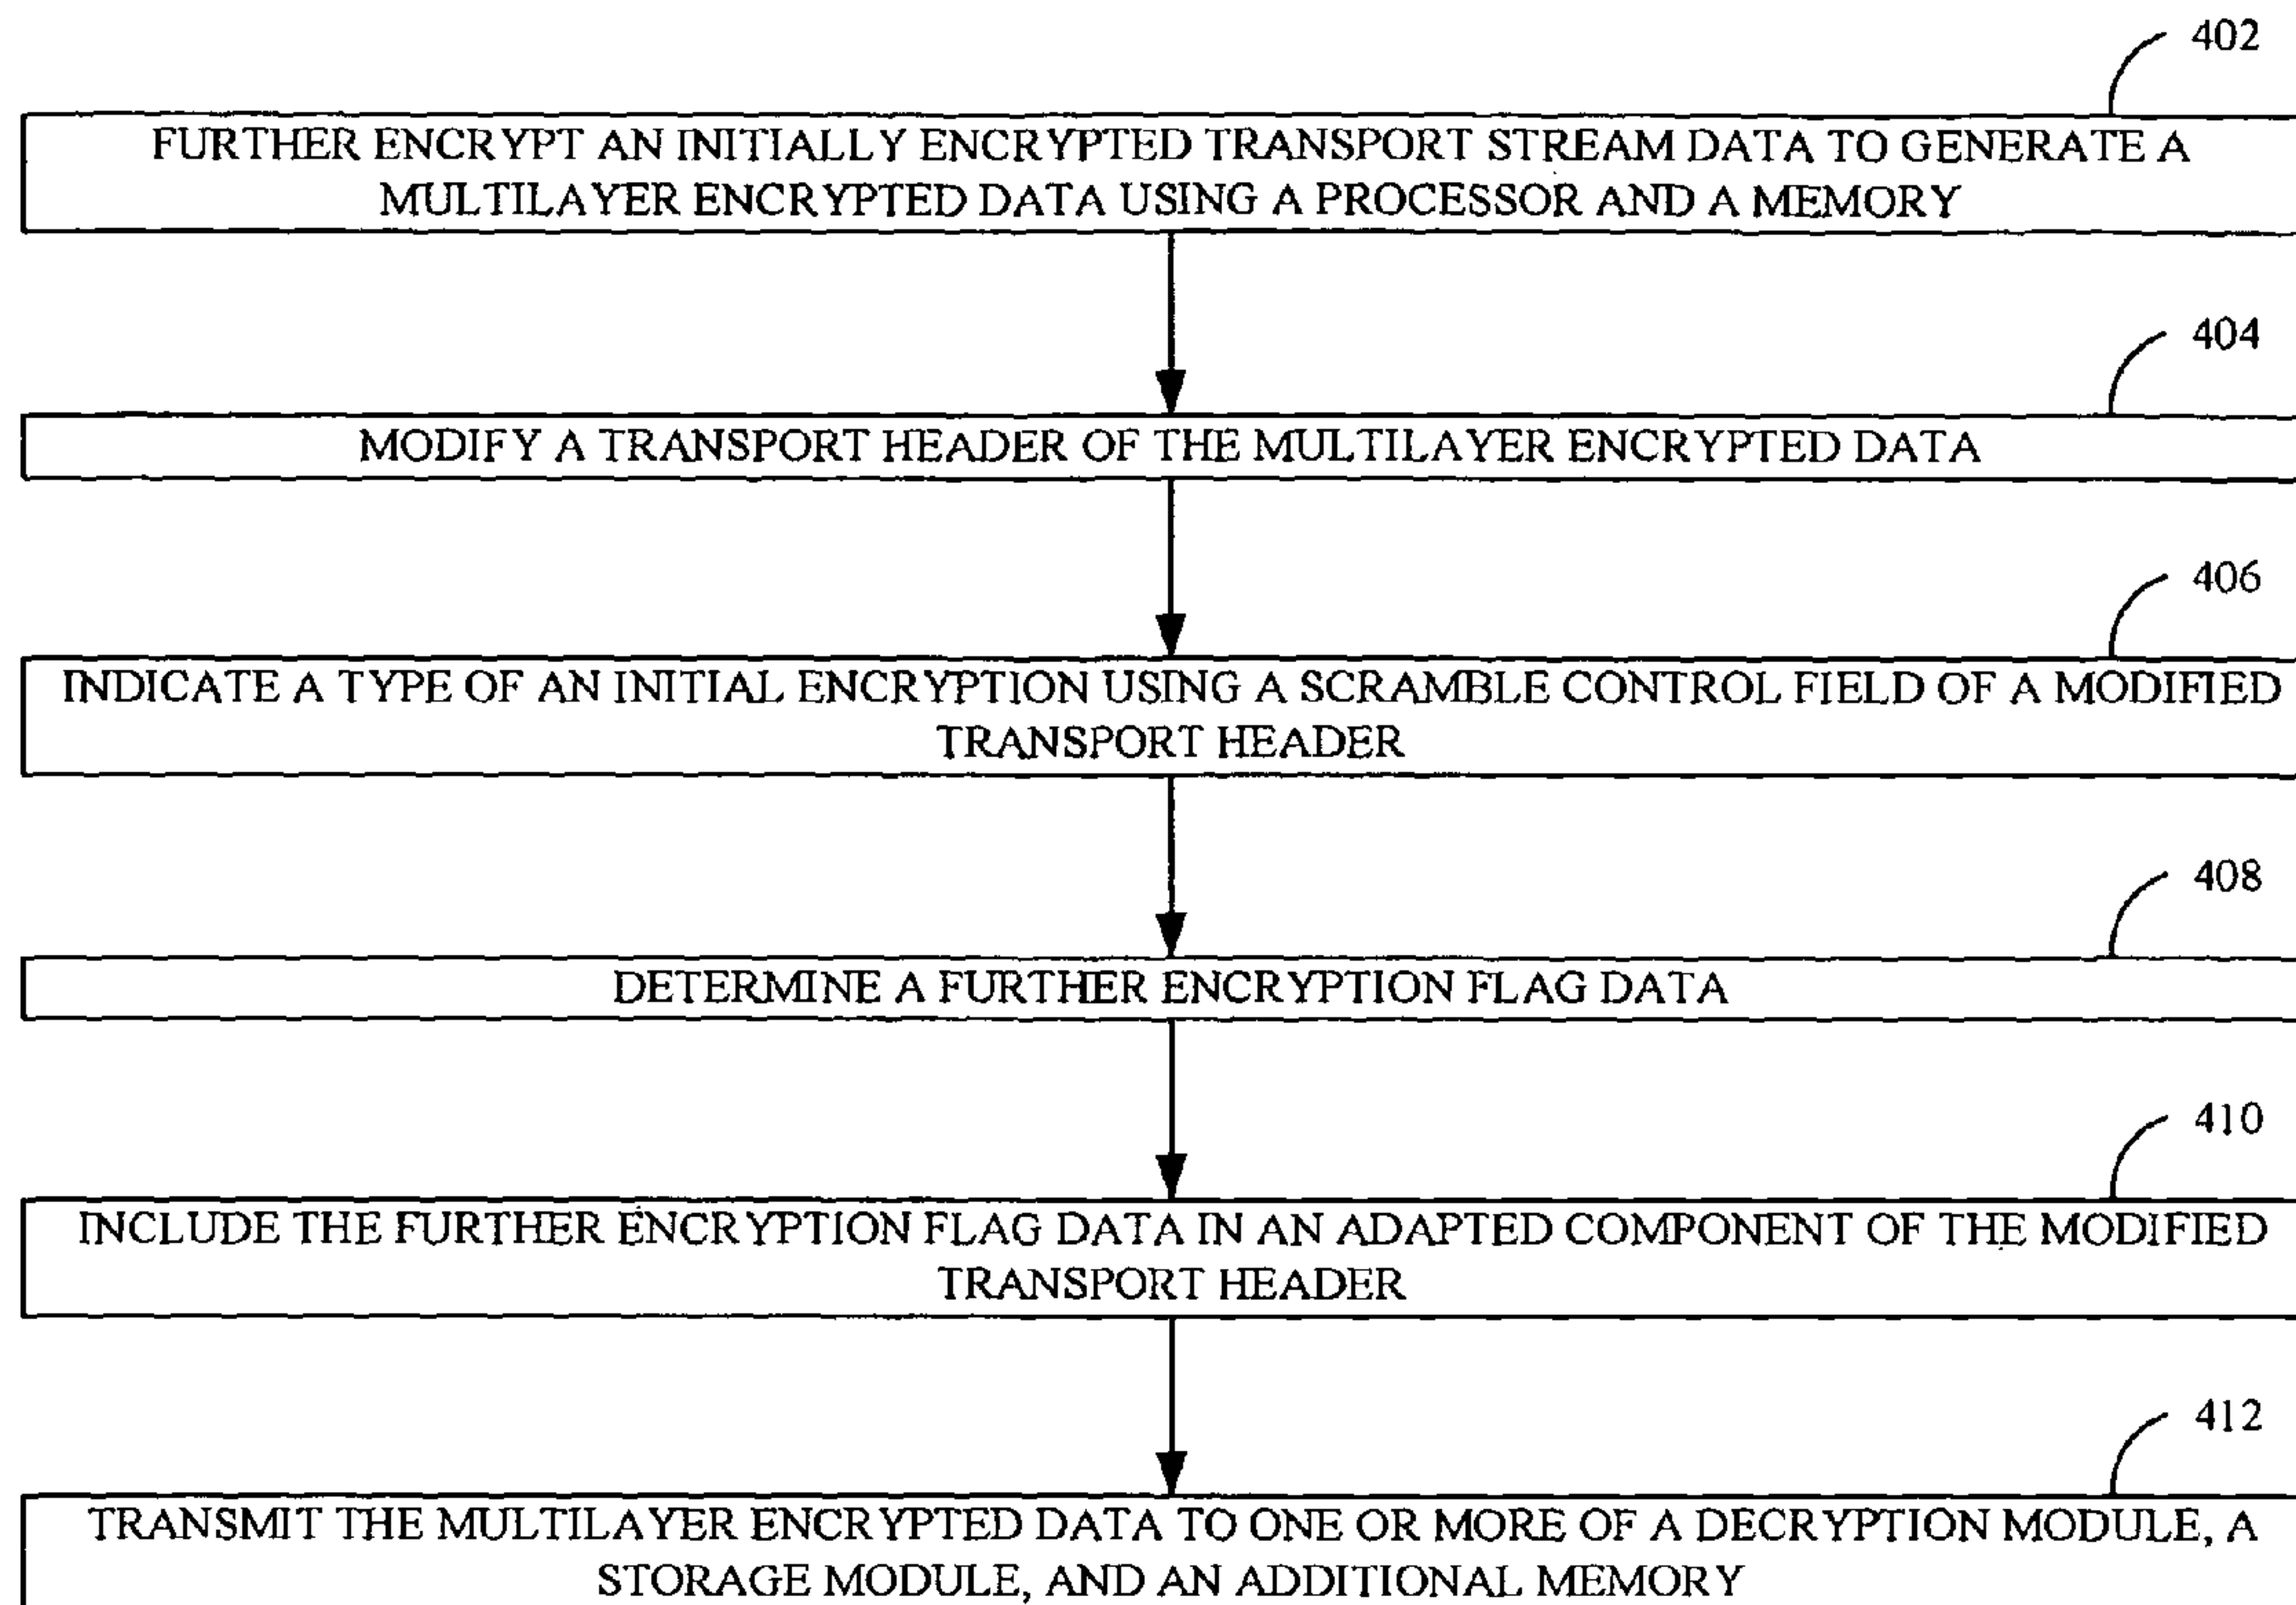 402
FURTHER ENCRYPT AN INITIALLY ENCRYPTED TRANSPORT STREAM DATA TO GENERATE A
MULTILAYER ENCRYPTED DATA USING A PROCESSOR AND A MEMORY
404
MODIFY A TRANSPORT HEADER OF THE MULTILAYER ENCRYPTED DATA
406
INDICATE A TYPE OF AN INITIAL ENCRYPTION USING A SCRAMBLE CONTROL FIELD OF A MODIFIED
TRANSPORT HEADER
408
DETERMINE A FURTHER ENCRYPTION FLAG DATA
410
INCLUDE THE FURTHER ENCRYPTION FLAG DATA IN AN ADAPTED COMPONENT OF THE MODIFIED
TRANSPORT HEADER
412
TRANSMIT THE MULTILAYER ENCRYPTED DATA TO ONE OR MORE OF A DECRYPTION MODULE, A
STORAGE MODULE, AND AN ADDITIONAL MEMORY